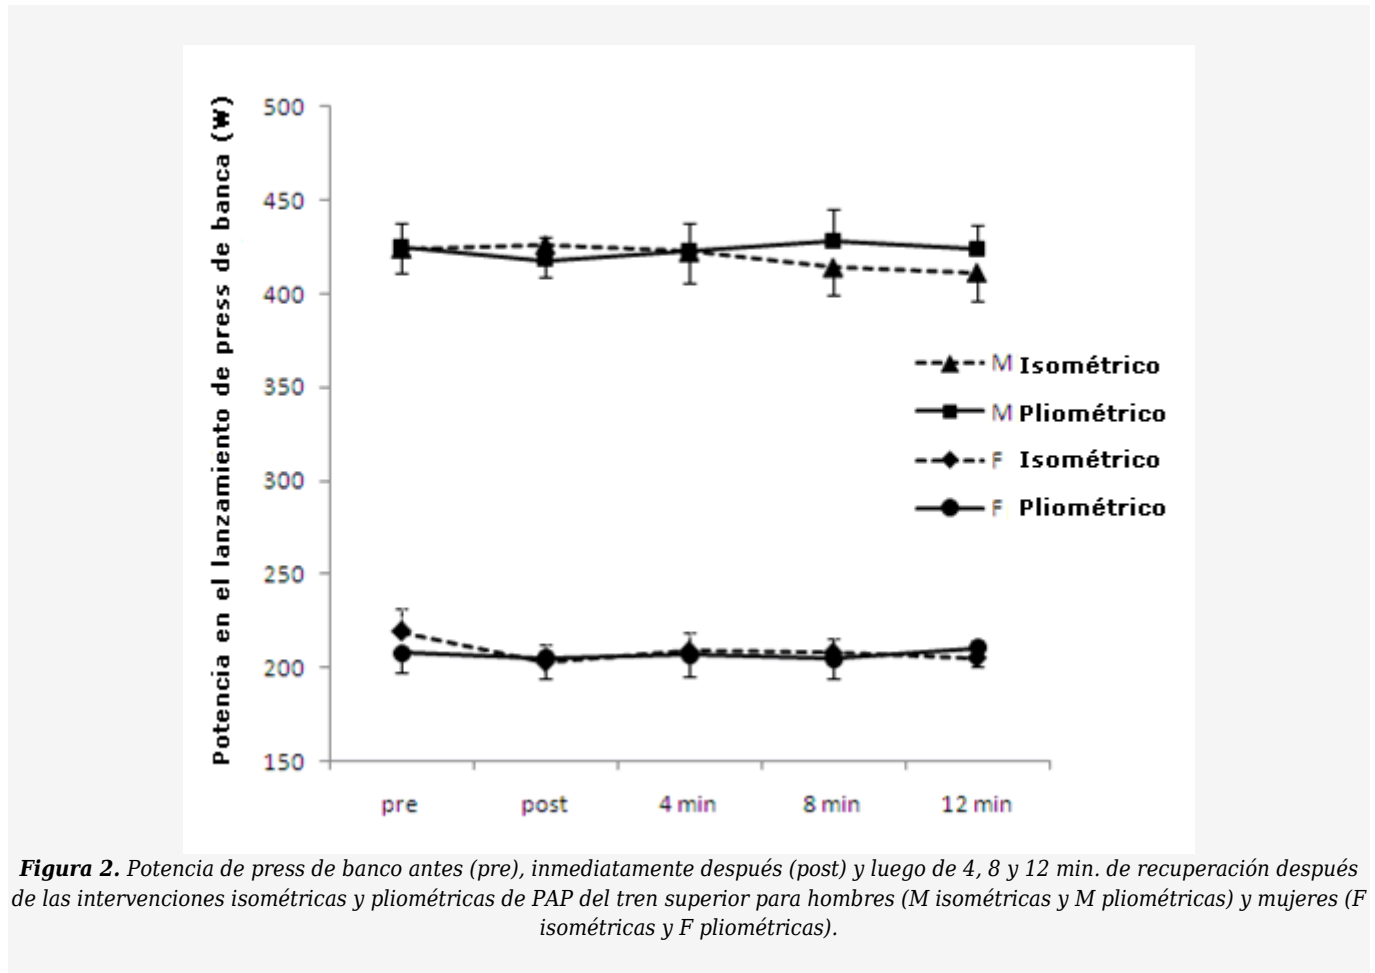 Potencia en el lanzamiento de press de banca (W)
500
450
400
350
300
250
200
150
pre post 4 min 8 min 12 min
M Isométrico
M Pliométrico
F Isométrico
F Pliométrico
Figura 2. Potencia de press de banco antes (pre), inmediatamente después (post) y luego de 4, 8 y 12 min. de recuperación después
de las intervenciones isométricas y pliométricas de PAP del tren superior para hombres (M isométricas y M pliométricas) y mujeres (F
isométricas y F pliométricas).